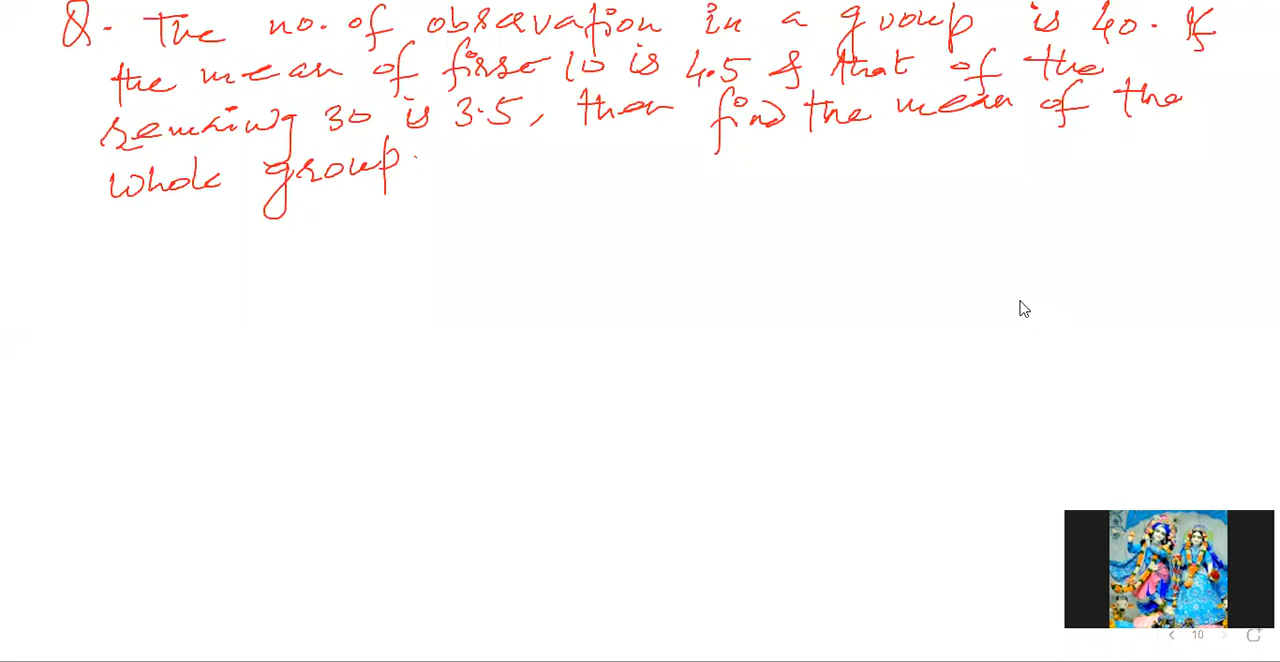 Q. The no. of observation in a group is 40. If
the mean of first 10 is 4.5 & that of the
remaining 30 is 3.5, then find the mean of the
whole group.
10